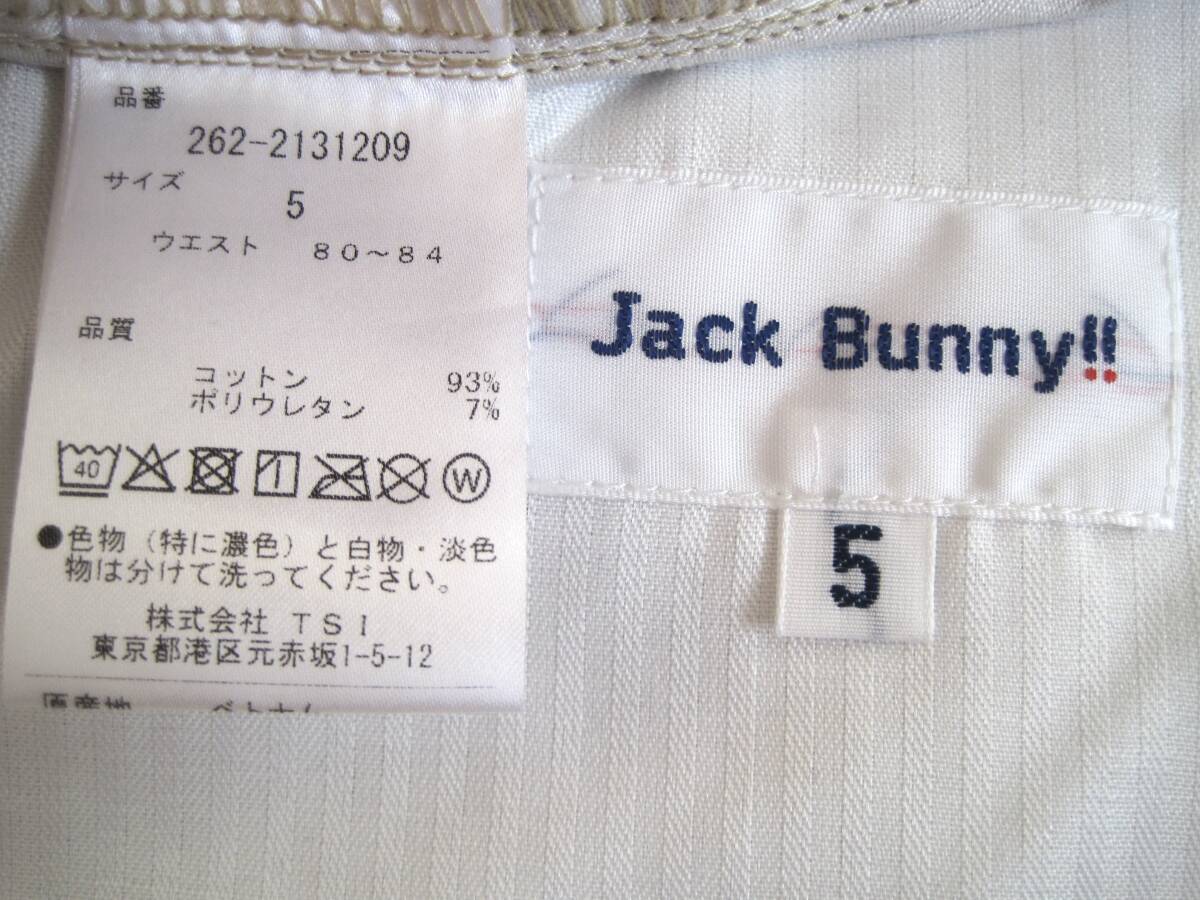 品番
262-2131209
サイズ
5
ウエスト 80～84
品質
コットン 93%
ポリウレタン 7%
40
W
●色物（特に濃色）と白物・淡色
物は分けて洗ってください。
株式会社 TSI
東京都港区元赤坂1-5-12
Jack Bunny!!
5